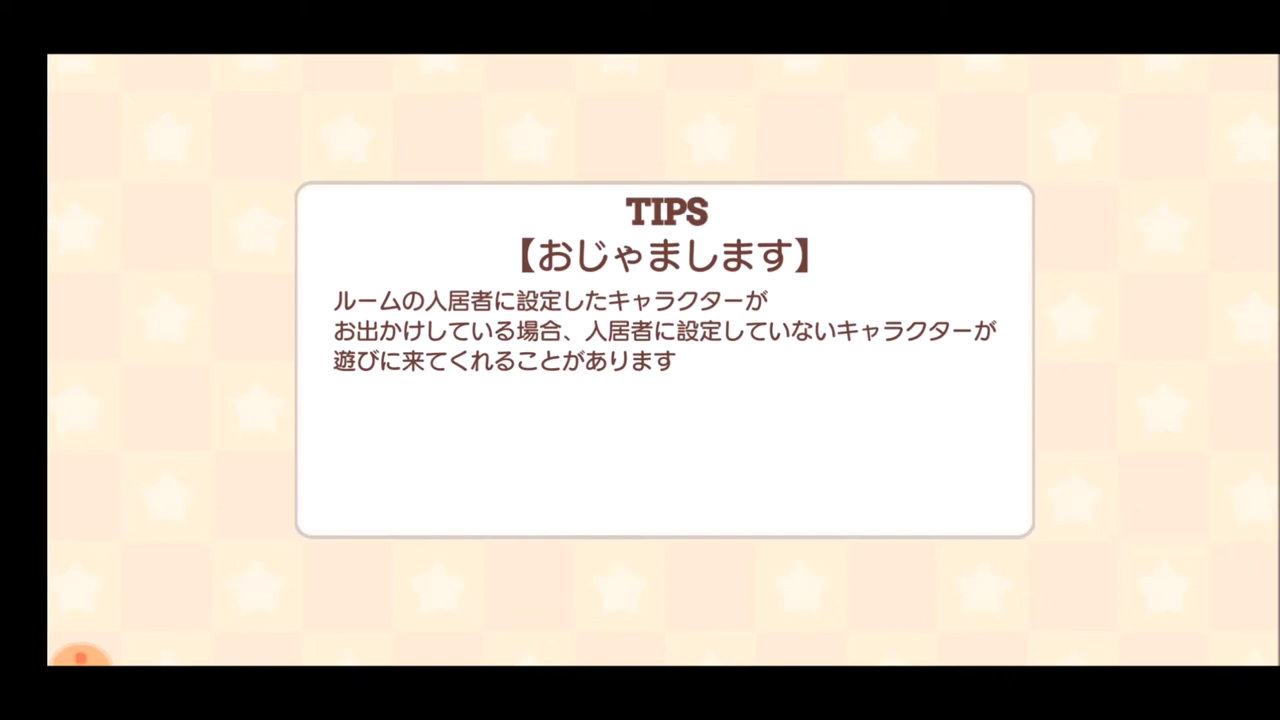 TIPS
【おじゃまします】
ルームの入居者に設定したキャラクターが
お出かけしている場合、入居者に設定していないキャラクターが
遊びに来てくれることがあります